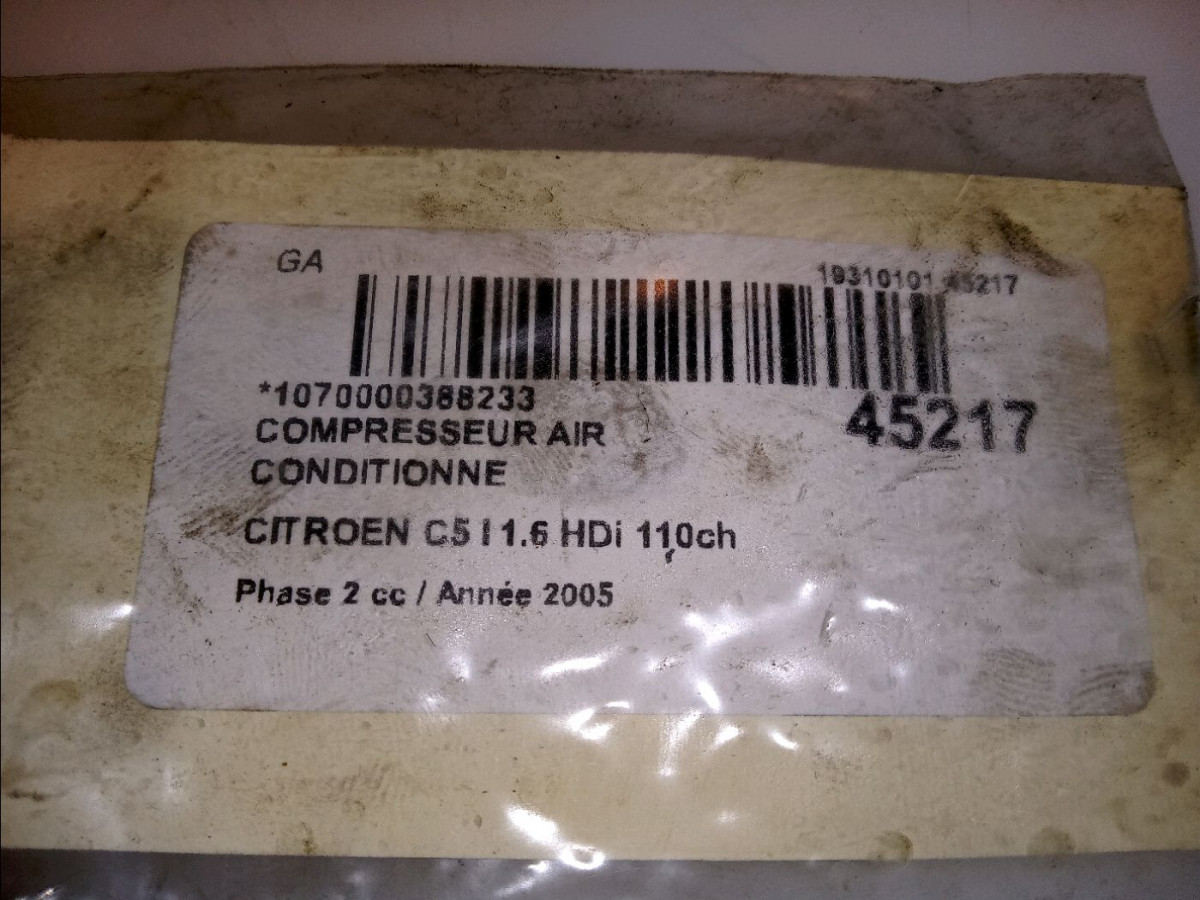 GA
19310101 45217
*1070000388233
45217
COMPRESSEUR AIR
CONDITIONNE
CITROEN C5 I 1.6 HDi 110ch
Phase 2 cc / Année 2005